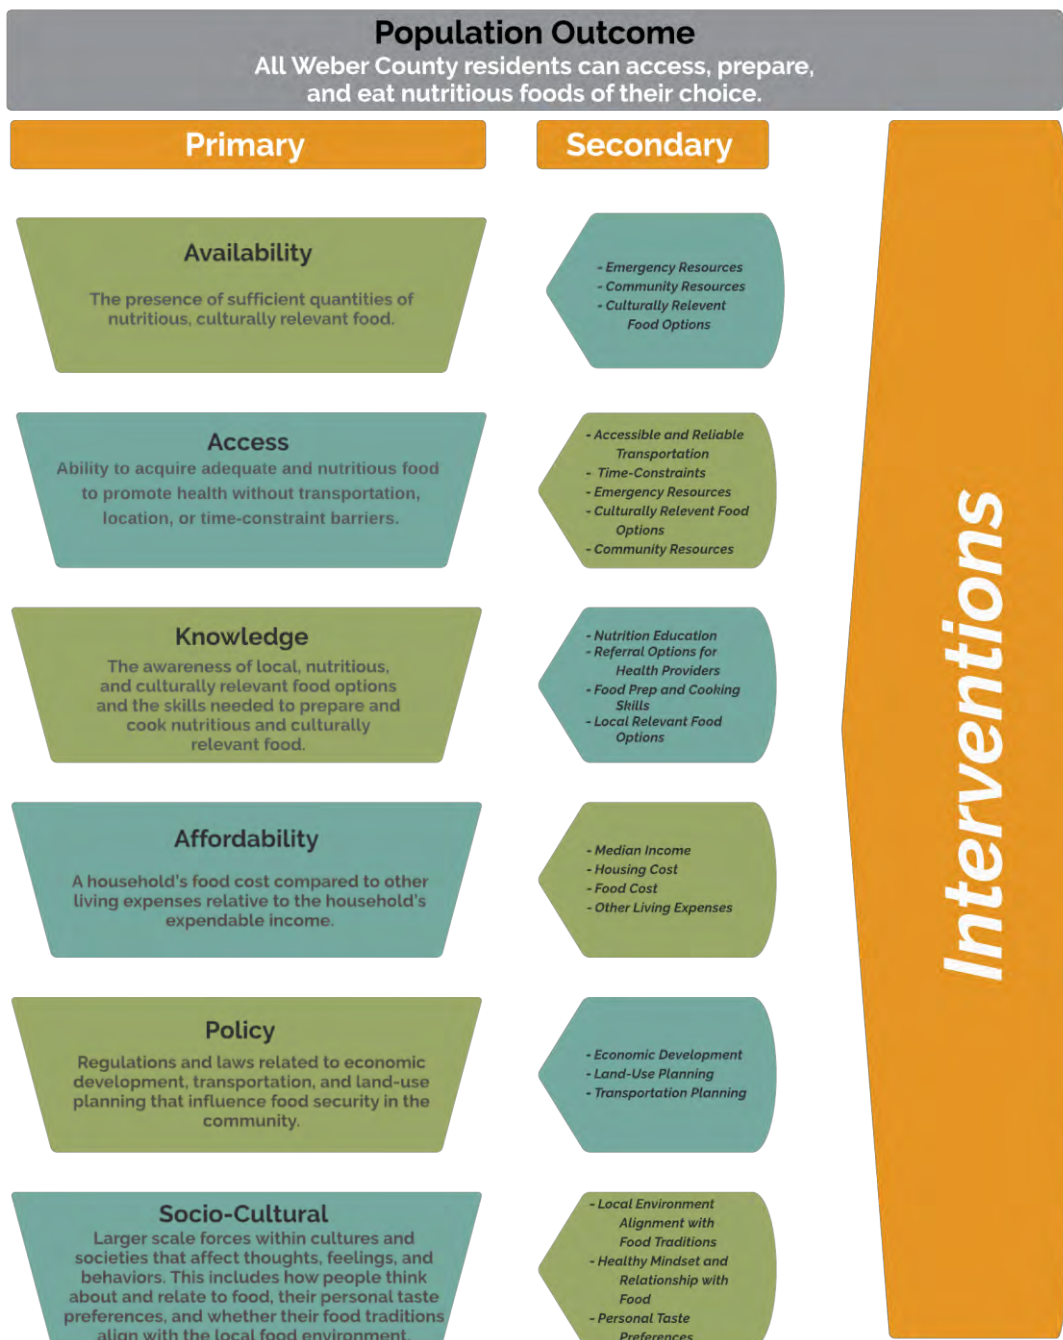 Population Outcome
All Weber County residents can access, prepare,
and eat nutritious foods of their choice.
Primary
Secondary
Availability
The presence of sufficient quantities of
nutritious, culturally relevant food.
- Emergency Resources
- Community Resources
- Culturally Relevent
Food Options
Access
Ability to acquire adequate and nutritious food
to promote health without transportation,
location, or time-constraint barriers.
- Accessible and Reliable
Transportation
- Time-Constraints
- Emergency Resources
- Culturally Relevent Food
Options
- Community Resources
Knowledge
The awareness of local, nutritious,
and culturally relevant food options
and the skills needed to prepare and
cook nutritious and culturally
relevant food.
- Nutrition Education
- Referral Options for
Health Providers
- Food Prep and Cooking
Skills
- Local Relevant Food
Options
Affordability
A household's food cost compared to other
living expenses relative to the household's
expendable income.
- Median Income
- Housing Cost
- Food Cost
- Other Living Expenses
Policy
Regulations and laws related to economic
development, transportation, and land-use
planning that influence food security in the
community.
- Economic Development
- Land-Use Planning
- Transportation Planning
Socio-Cultural
Larger scale forces within cultures and
societies that affect thoughts, feelings, and
behaviors. This includes how people think
about and relate to food, their personal taste
preferences, and whether their food traditions
align with the local food environment.
- Local Environment
Alignment with
Food Traditions
- Healthy Mindset and
Relationship with
Food
- Personal Taste
Preferences
Interventions